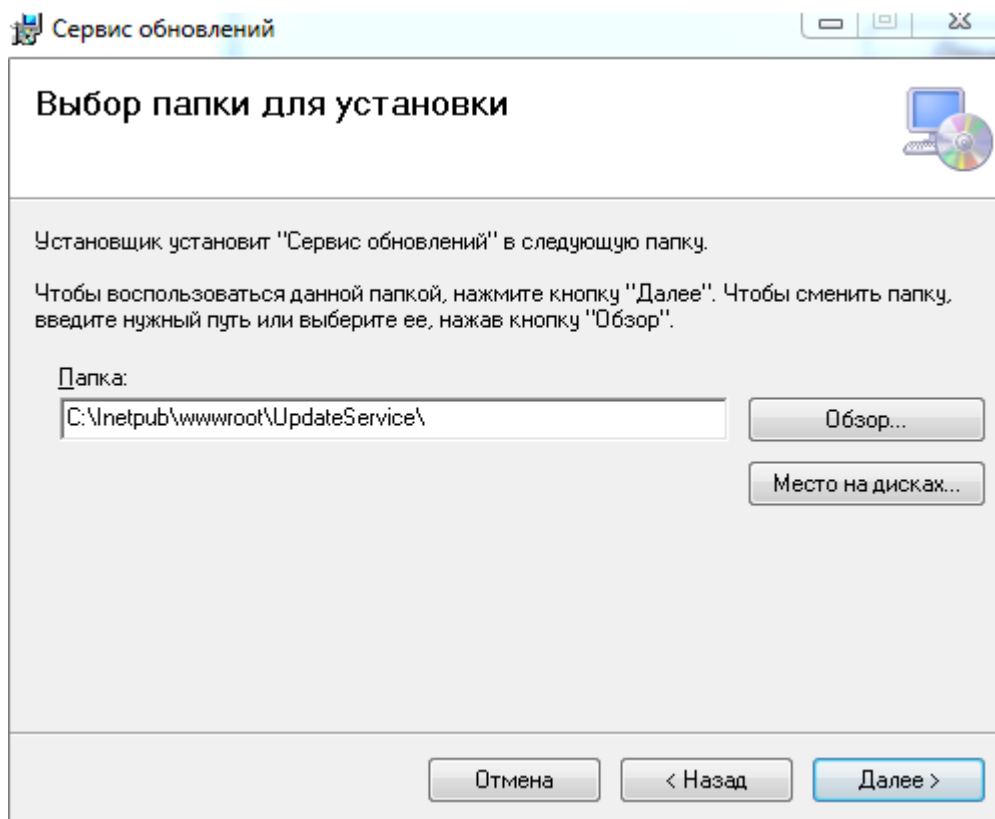 Сервис обновлений
Выбор папки для установки
Установщик установит "Сервис обновлений" в следующую папку.
Чтобы воспользоваться данной папкой, нажмите кнопку "Далее". Чтобы сменить папку,
введите нужный путь или выберите ее, нажав кнопку "Обзор".
Папка:
C:\Inetpub\wwwroot\UpdateService\
Обзор...
Место на дисках...
Отмена
< Назад
Далее >